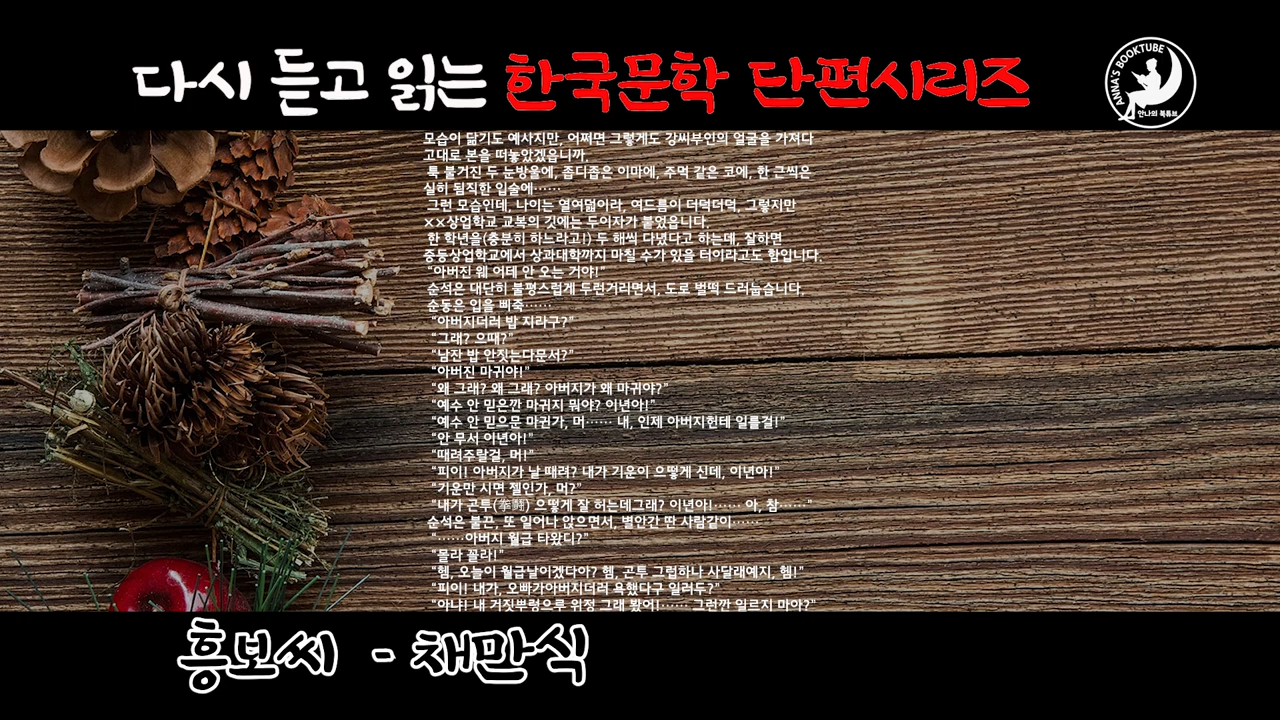 다시 듣고 읽는 한국문학 단편시리즈
ANNA'S BOOKTUBE
안나의 북튜브
모습이 닮기도 예사지만, 어쩌면 그렇게도 강씨부인의 얼굴을 가져다
고대로 본을 떠놓았겠읍니까.
툭 불거진 두 눈방울에, 좁디좁은 이마에, 주먹 같은 코에, 한 근씩은
실히 됨직한 입술에……
그런 모습인데, 나이는 열여덟이라, 여드름이 더덕더덕, 그렇지만
××상업학교 교복의 깃에는 두이자가 붙었읍니다.
한 학년을(충분히 하느라고!) 두 해씩 다녔다고 하는데, 잘하면
중등상업학교에서 상과대학까지 마칠 수가 있을 터이라고도 함입니다.
"아버진 웨 어테 안 오는 거야!"
순석은 대단히 불평스럽게 두런거리면서, 도로 벌떡 드러눕습니다.
순동은 입을 삐죽……
"아버지더러 밥 지라구?"
"그래? 으때?"
"남잔 밥 안짓는다문서?"
"아버진 마귀야!"
"왜 그래? 왜 그래? 아버지가 왜 마귀야?"
"예수 안 믿은깐 마귀지 뭐야? 이년아!"
"예수 안 믿으문 마귄가, 머…… 내, 인제 아버지헌테 일를걸!"
"안 무서 이년아!"
"때려주랄걸, 머!"
"피이! 아버지가 날 때려? 내가 기운이 으떻게 신데, 이년아!"
"기운만 시면 젤인가, 머?"
"내가 곤투(拳鬪) 으떻게 잘 허는데그래? 이년아!…… 아, 참……"
순석은 불끈, 또 일어나 앉으면서, 별안간 딴 사람같이……
"……아버지 월급 타왔디?"
"몰라 꼴라!"
"헴, 오늘이 월급날이겠다아? 헴, 곤투 그럽하나 사달래예지, 헴!"
"피이! 내가, 오빠가아버지더러 욕했다구 일러두?"
"아냐! 내 거짓뿌렁으루 위정 그래 봤어!…… 그런깐 일르지 마아?"
흥보씨 - 채만식